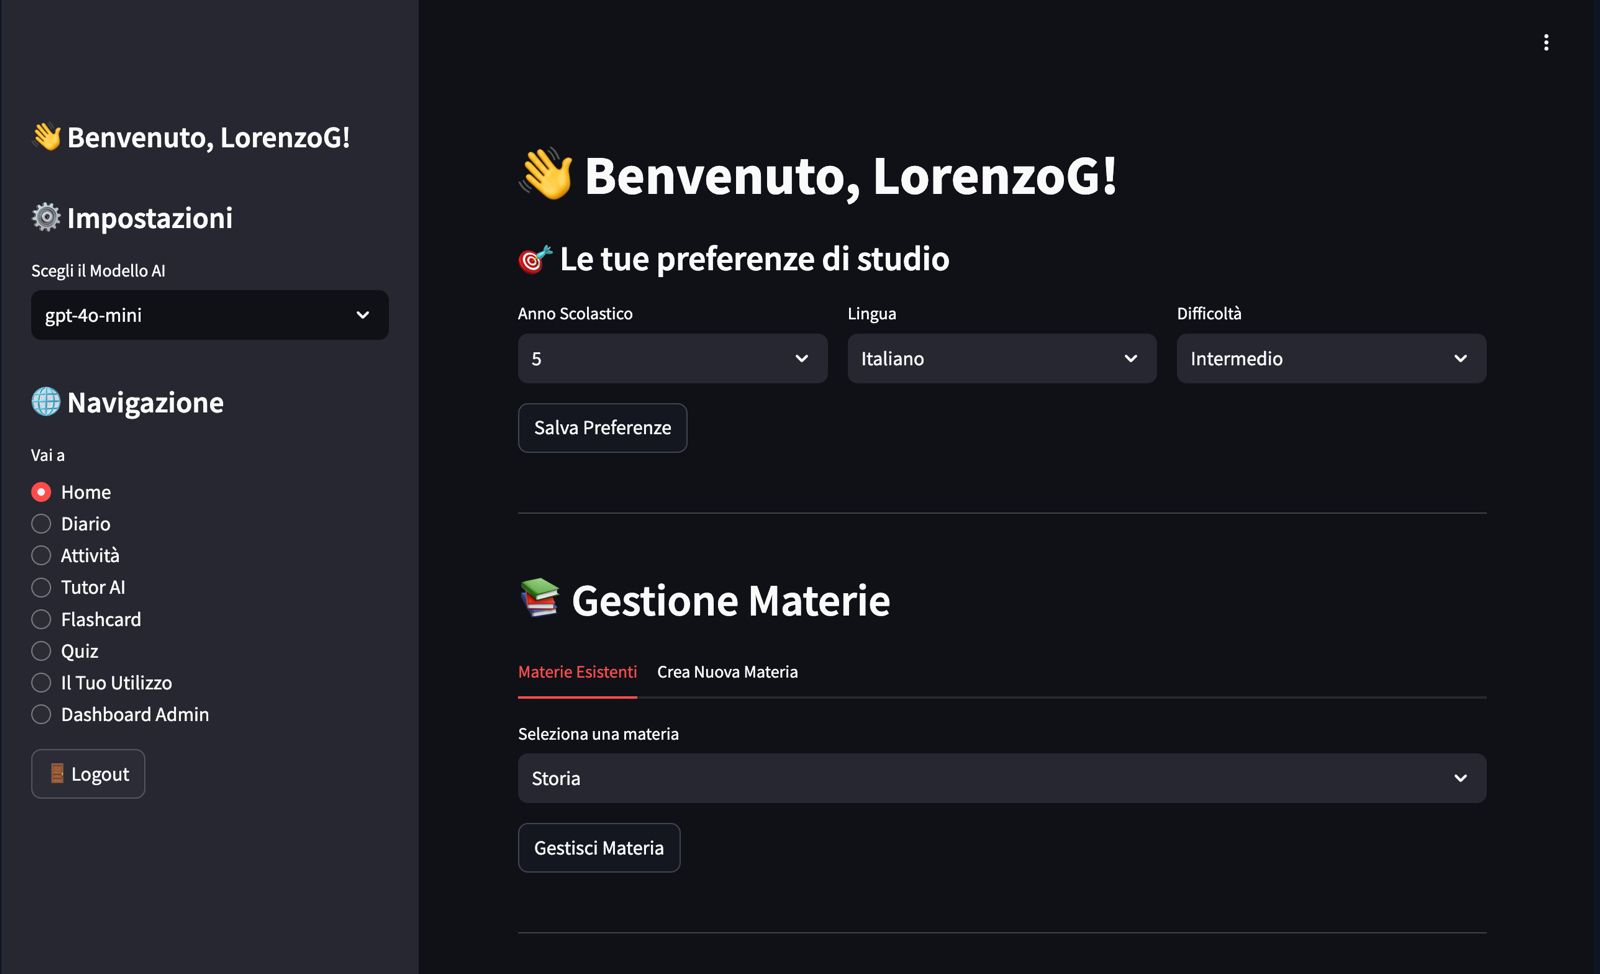 👋 Benvenuto, LorenzoG!
⚙️ Impostazioni
Scegli il Modello AI
gpt-4o-mini
🌐 Navigazione
Vai a
Home
Diario
Attività
Tutor AI
Flashcard
Quiz
Il Tuo Utilizzo
Dashboard Admin
🚪 Logout
👋 Benvenuto, LorenzoG!
🎯 Le tue preferenze di studio
Anno Scolastico Lingua Difficoltà
5 Italiano Intermedio
Salva Preferenze
📚 Gestione Materie
Materie Esistenti Crea Nuova Materia
Seleziona una materia
Storia
Gestisci Materia